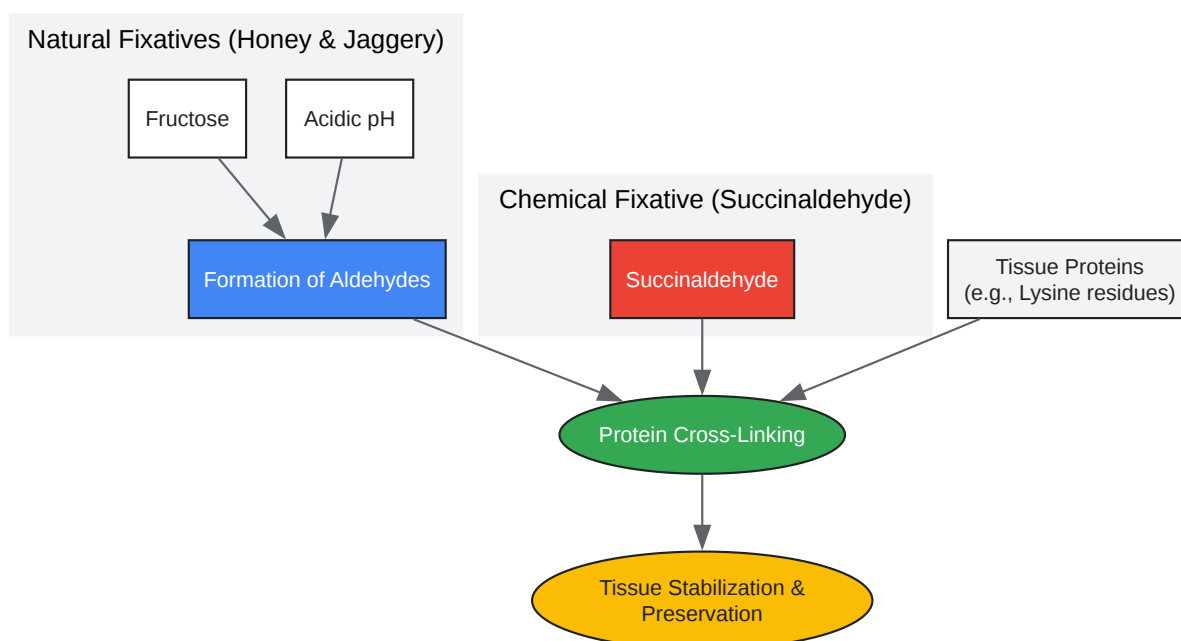 Natural Fixatives (Honey & Jaggery)
Fructose
Acidic pH
Formation of Aldehydes
Chemical Fixative (Succinaldehyde)
Succinaldehyde
Tissue Proteins
(e.g., Lysine residues)
Protein Cross-Linking
Tissue Stabilization &
Preservation